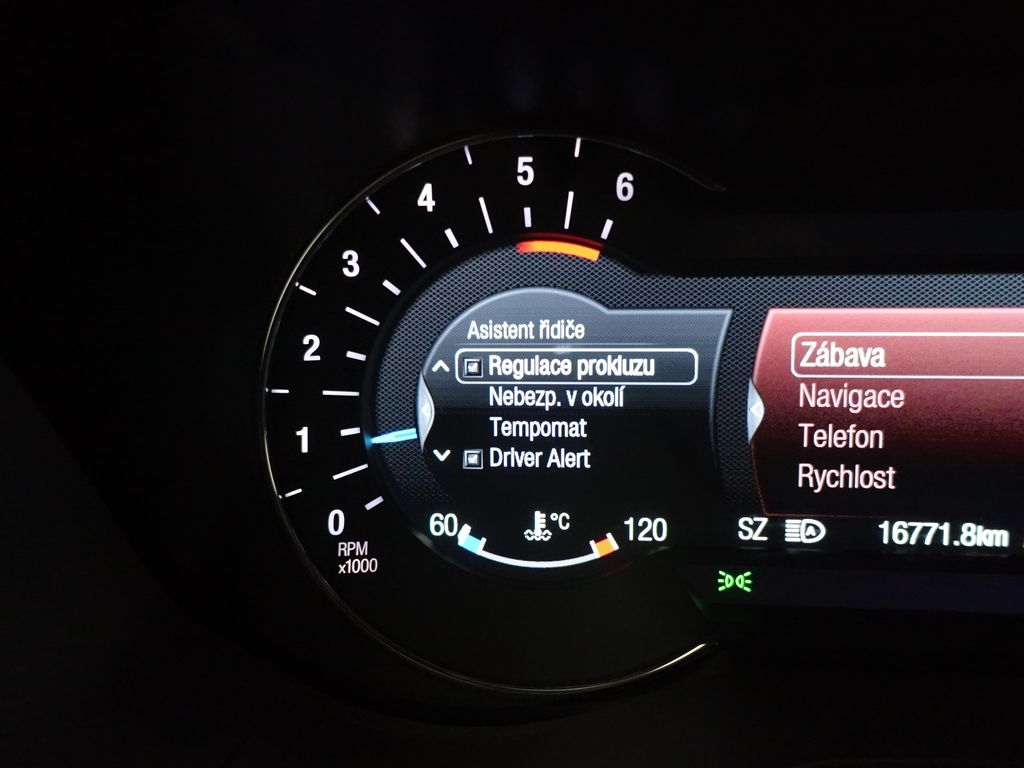 6
5
4
3
2
1
0
RPM
x1000
Asistent řidiče
Regulace prokluzu
Nebezp. v okolí
Tempomat
Driver Alert
60
°C
120
Zábava
Navigace
Telefon
Rychlost
SZ
A
16771.8km